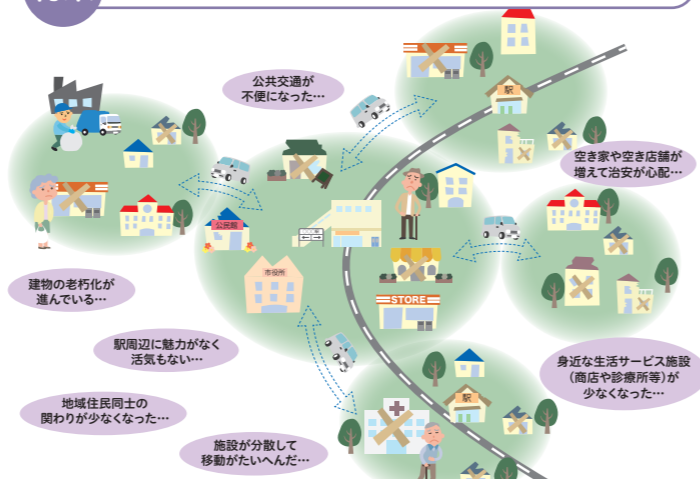 公共交通が
不便になった…
駅
空き家や空き店舗が
増えて治安が心配…
公民館
市役所
STORE
建物の老朽化が
進んでいる…
駅周辺に魅力がなく
活気もない…
身近な生活サービス施設
（商店や診療所等）が
少なくなった…
地域住民同士の
関わりが少なくなった…
駅
施設が分散して
移動がたいへんだ…